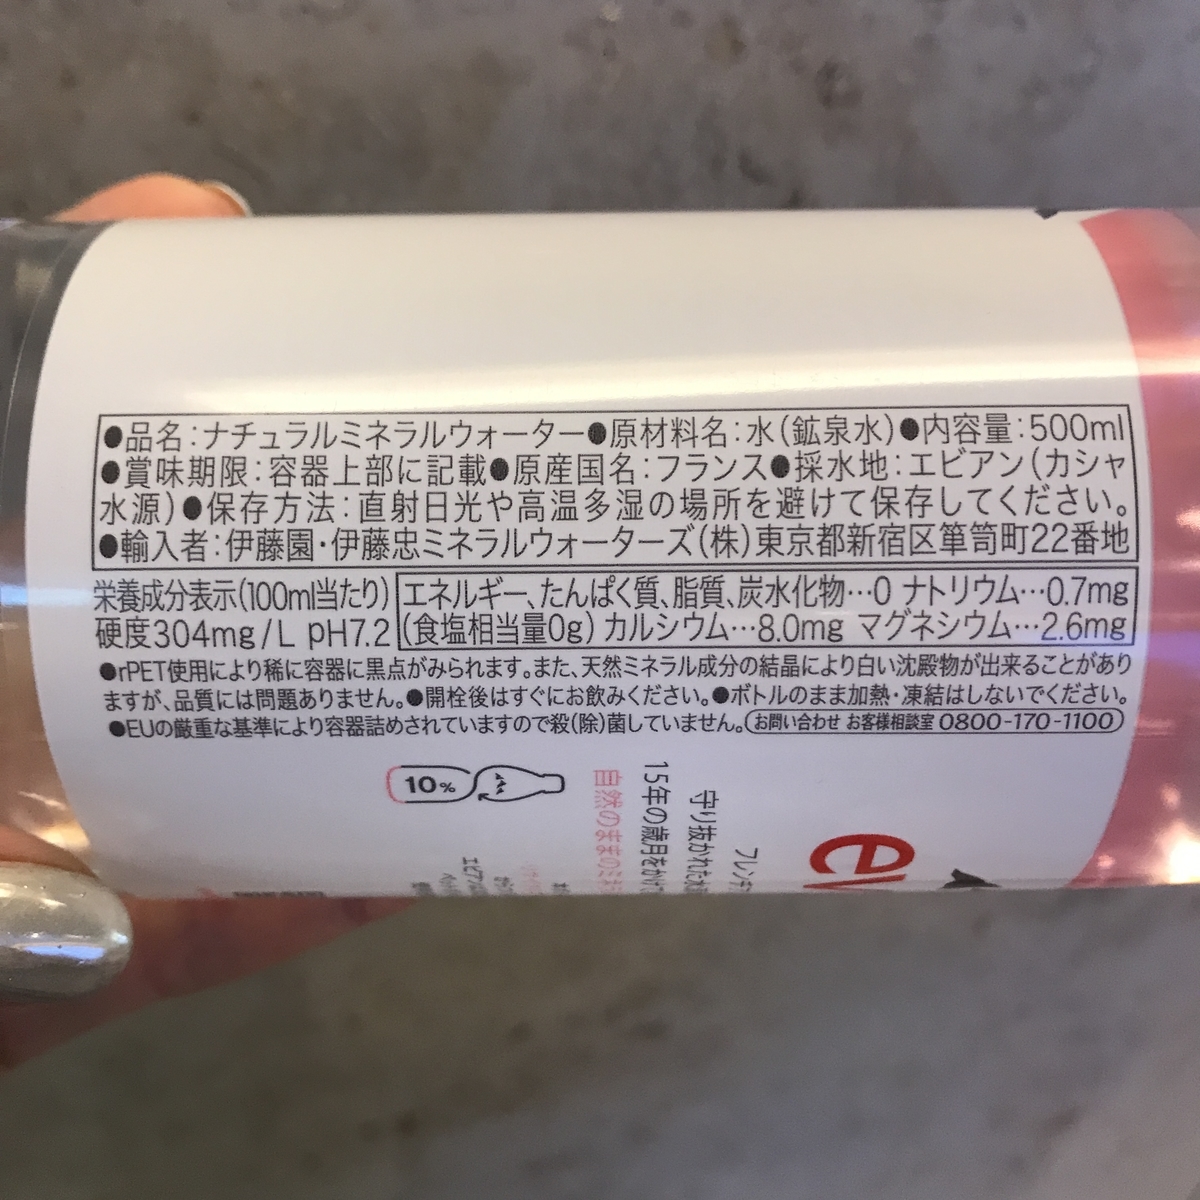 ●品名:ナチュラルミネラルウォーター●原材料名:水(鉱泉水)●内容量:500ml
●賞味期限:容器上部に記載●原産国名:フランス●採水地:エビアン(カシャ
水源)●保存方法:直射日光や高温多湿の場所を避けて保存してください。
●輸入者:伊藤園・伊藤忠ミネラルウォーターズ(株)東京都新宿区箪笥町22番地
栄養成分表示(100ml当たり) エネルギー、たんぱく質、脂質、炭水化物…0 ナトリウム…0.7mg
硬度304mg/L pH7.2 (食塩相当量0g) カルシウム…8.0mg マグネシウム…2.6mg
●rPET使用により稀に容器に黒点がみられます。また、天然ミネラル成分の結晶により白い沈殿物が出来ることがあり
ますが、品質には問題ありません。●開栓後はすぐにお飲みください。●ボトルのまま加熱・凍結はしないでください。
●EUの厳重な基準により容器詰めされていますので殺(除)菌していません。 お問い合わせ お客様相談室 0800-170-1100
10%
ev
フレンチ
守り抜かれた
15年の歳月をかけ
自然のままの